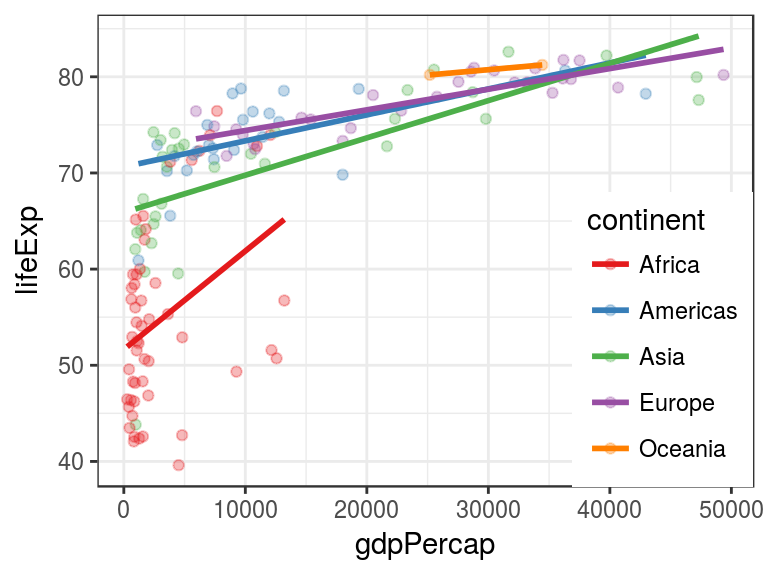 lifeExp
80
70
60
50
40
0
10000
20000
30000
40000
50000
gdpPercap
continent
Africa
Americas
Asia
Europe
Oceania